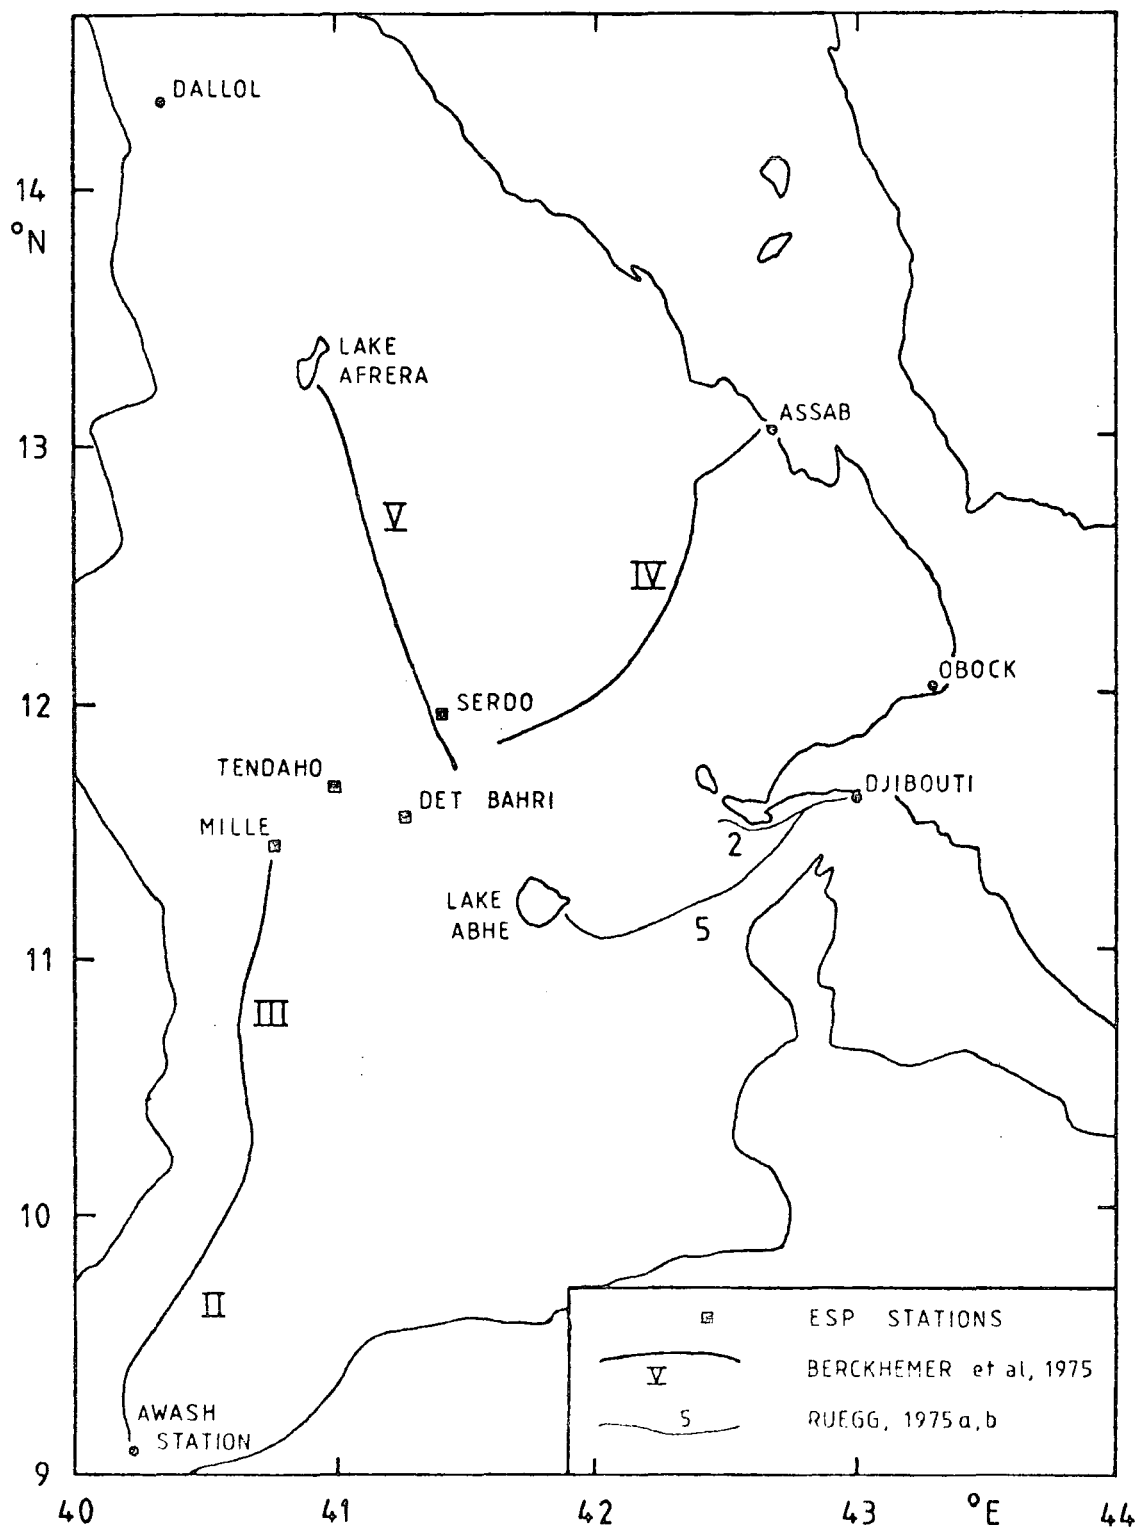 DALLOL
14
°N
LAKE
AFRERA
ASSAB
13
V
IV
OBOCK
12
SERDO
TENDAHO
DJIBOUTI
DET BAHRI
MILLE
2
LAKE
ABHE
5
11
III
10
II
ESP STATIONS
BERCKHEMER et al, 1975
V
AWASH
STATION
5
RUEGG, 1975a,b
9
40
41
42
43
°E
44